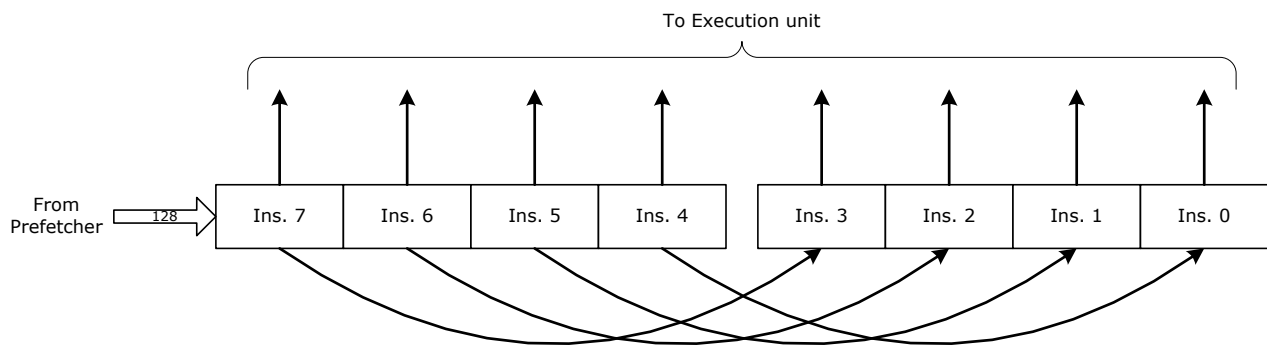 To Execution unit
From
Prefetcher
128
Ins. 7
Ins. 6
Ins. 5
Ins. 4
Ins. 3
Ins. 2
Ins. 1
Ins. 0